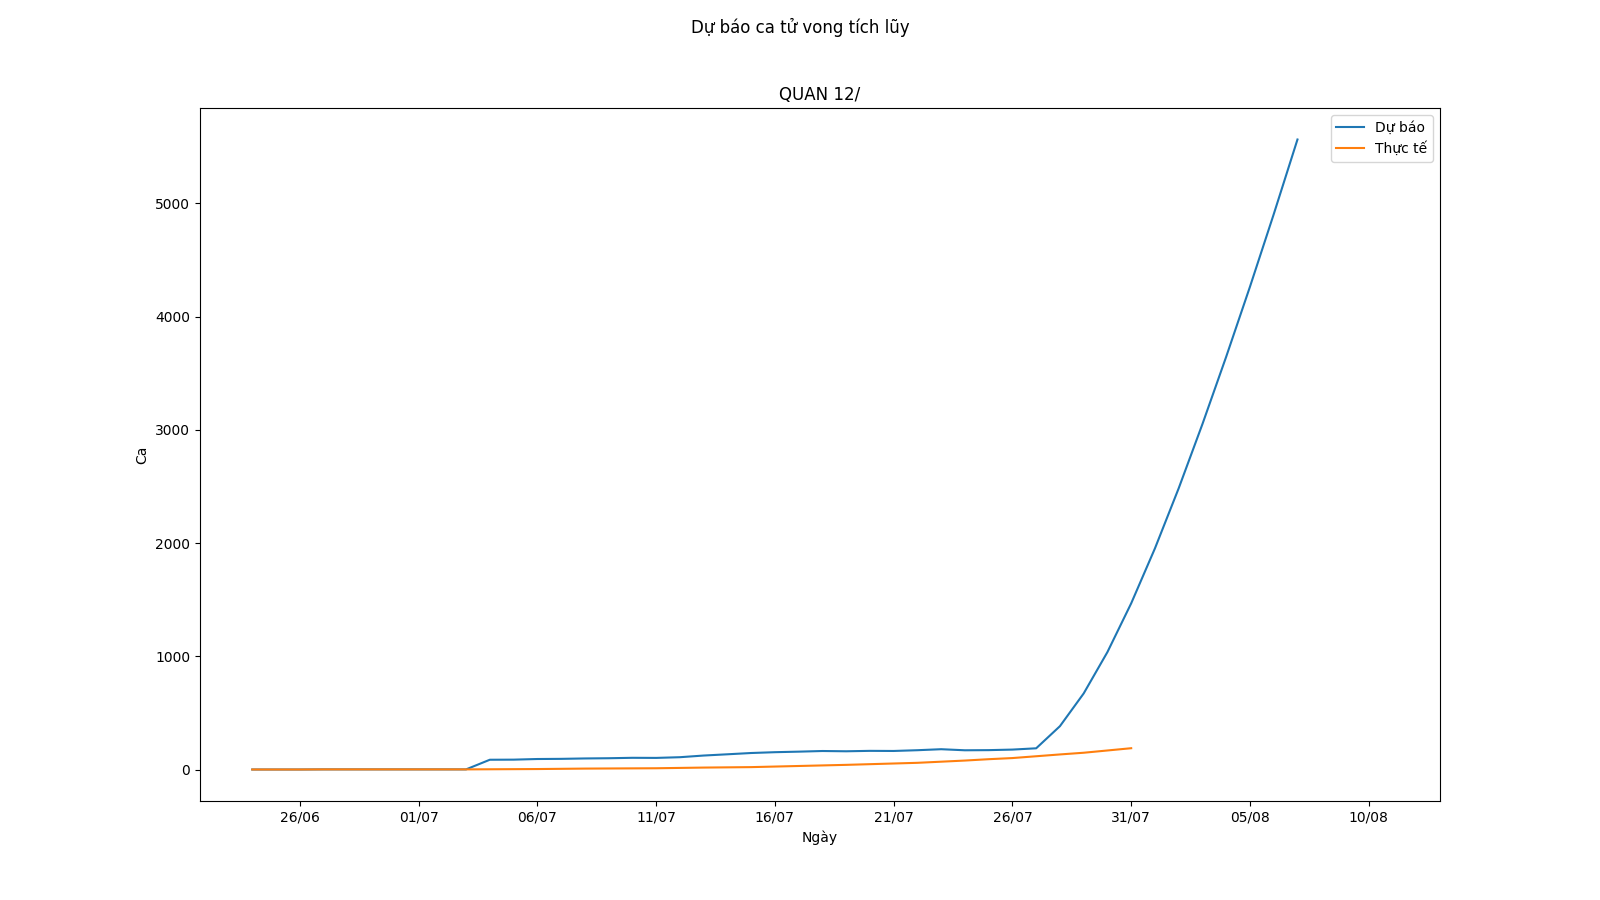 Dự báo ca tử vong tích lũy
QUAN 12/
Dự báo
Thực tế
Ca
5000
4000
3000
2000
1000
0
26/06 01/07 06/07 11/07 16/07 21/07 26/07 31/07 05/08 10/08
Ngày